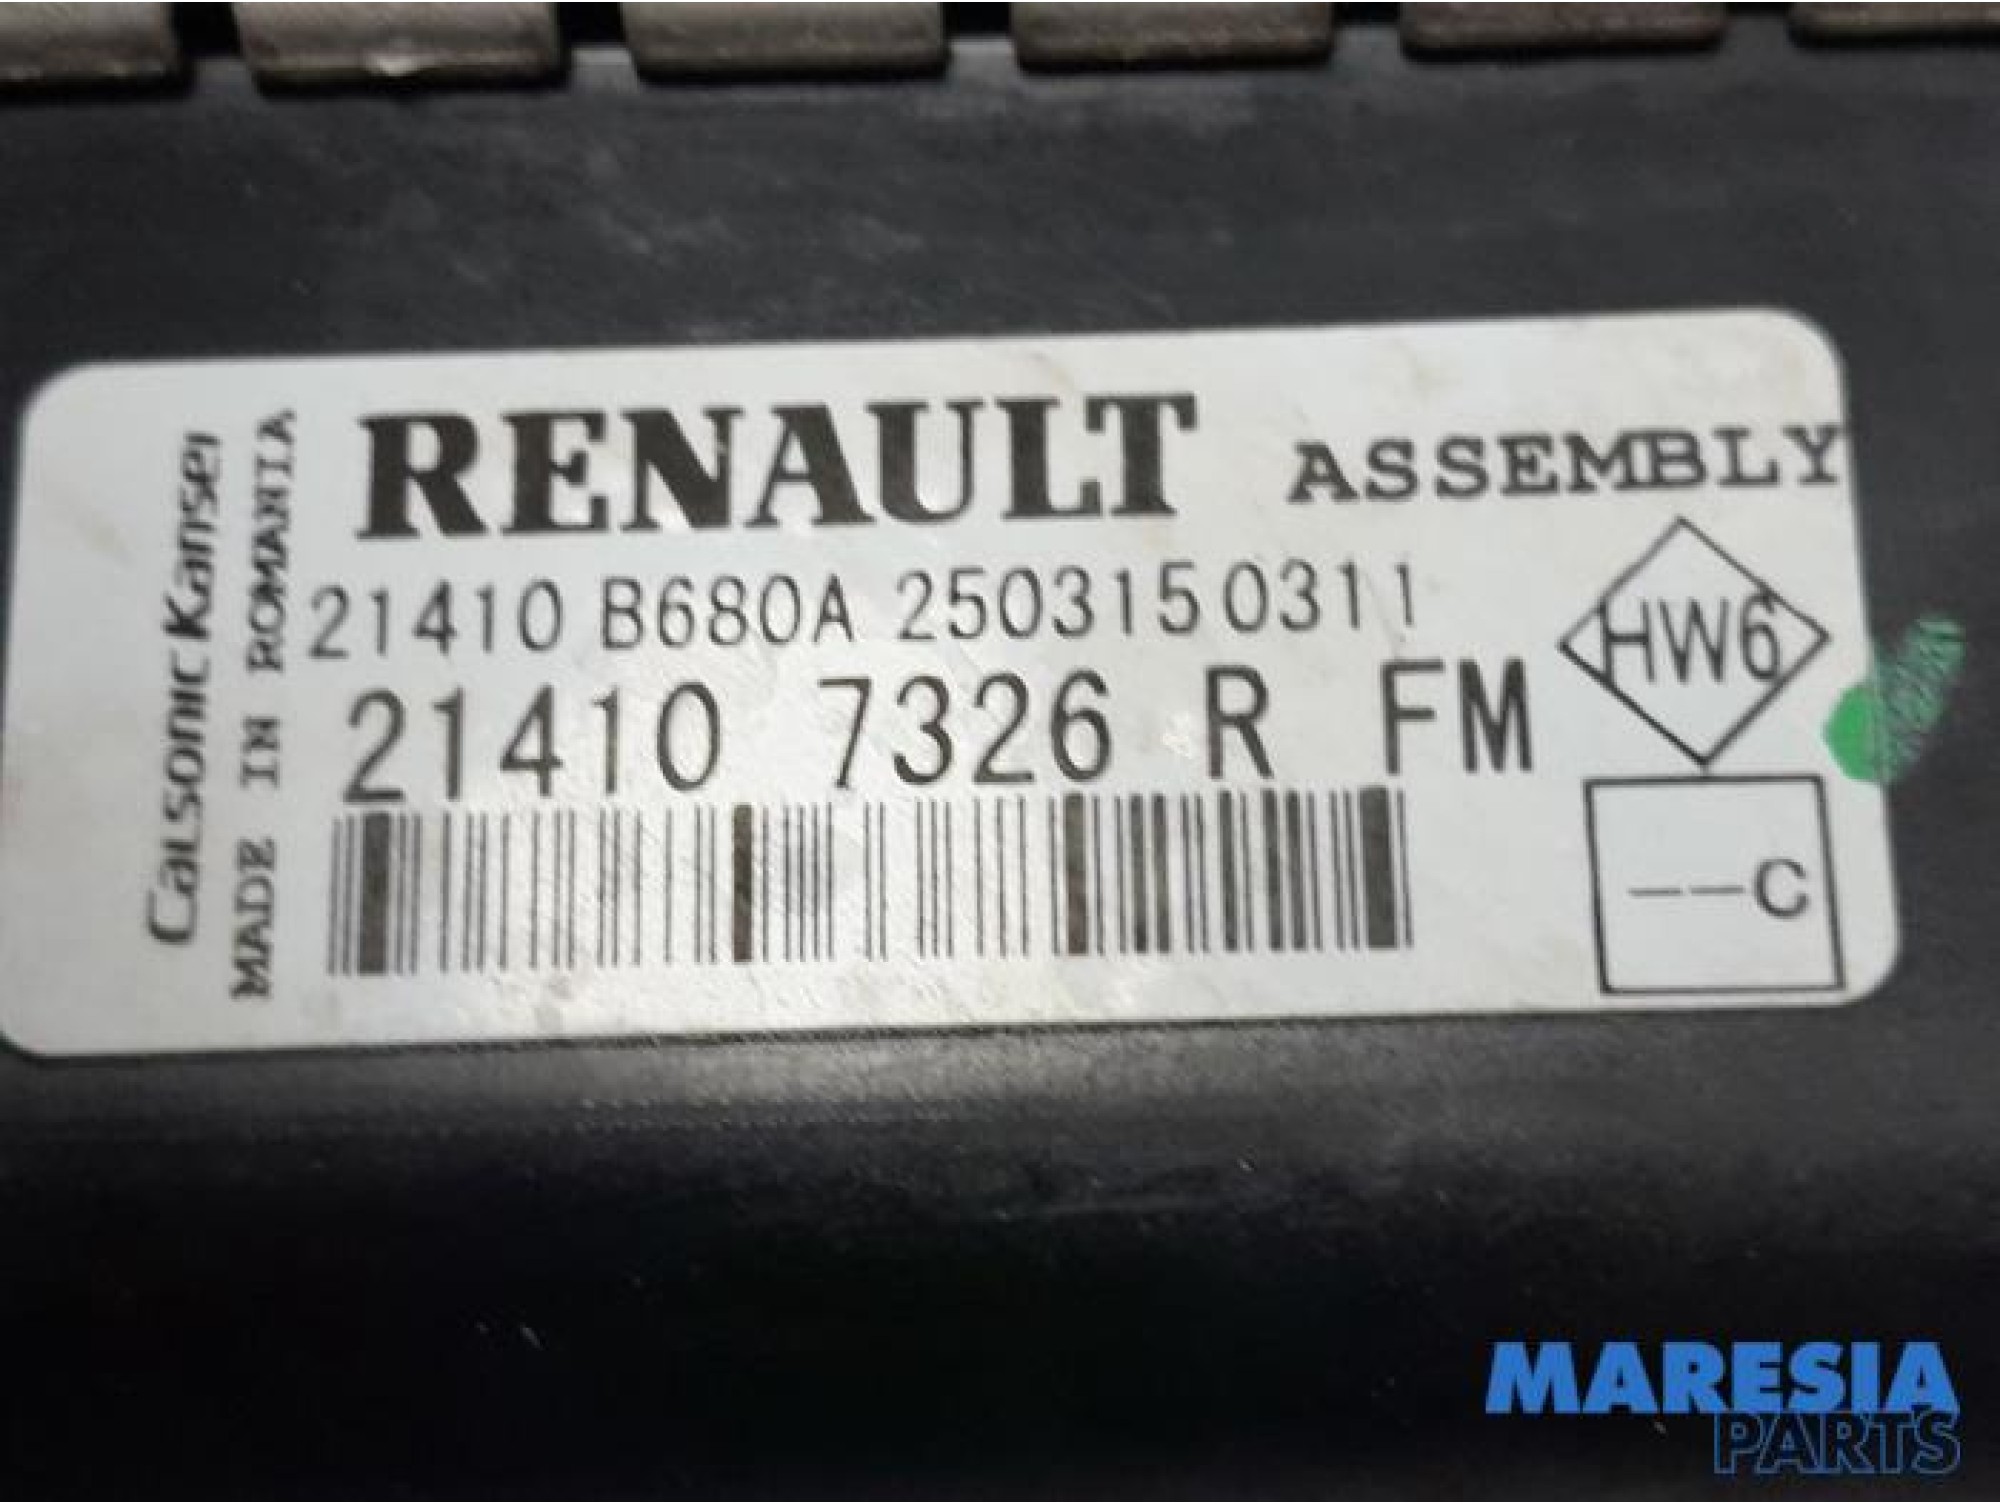 RENAULT ASSEMBLY
Calsonic Kansei
MADE IN ROMANIA
21410 B680A 2503150311
21410 7326 R FM
HW6
--C
MARESIA
PARTS